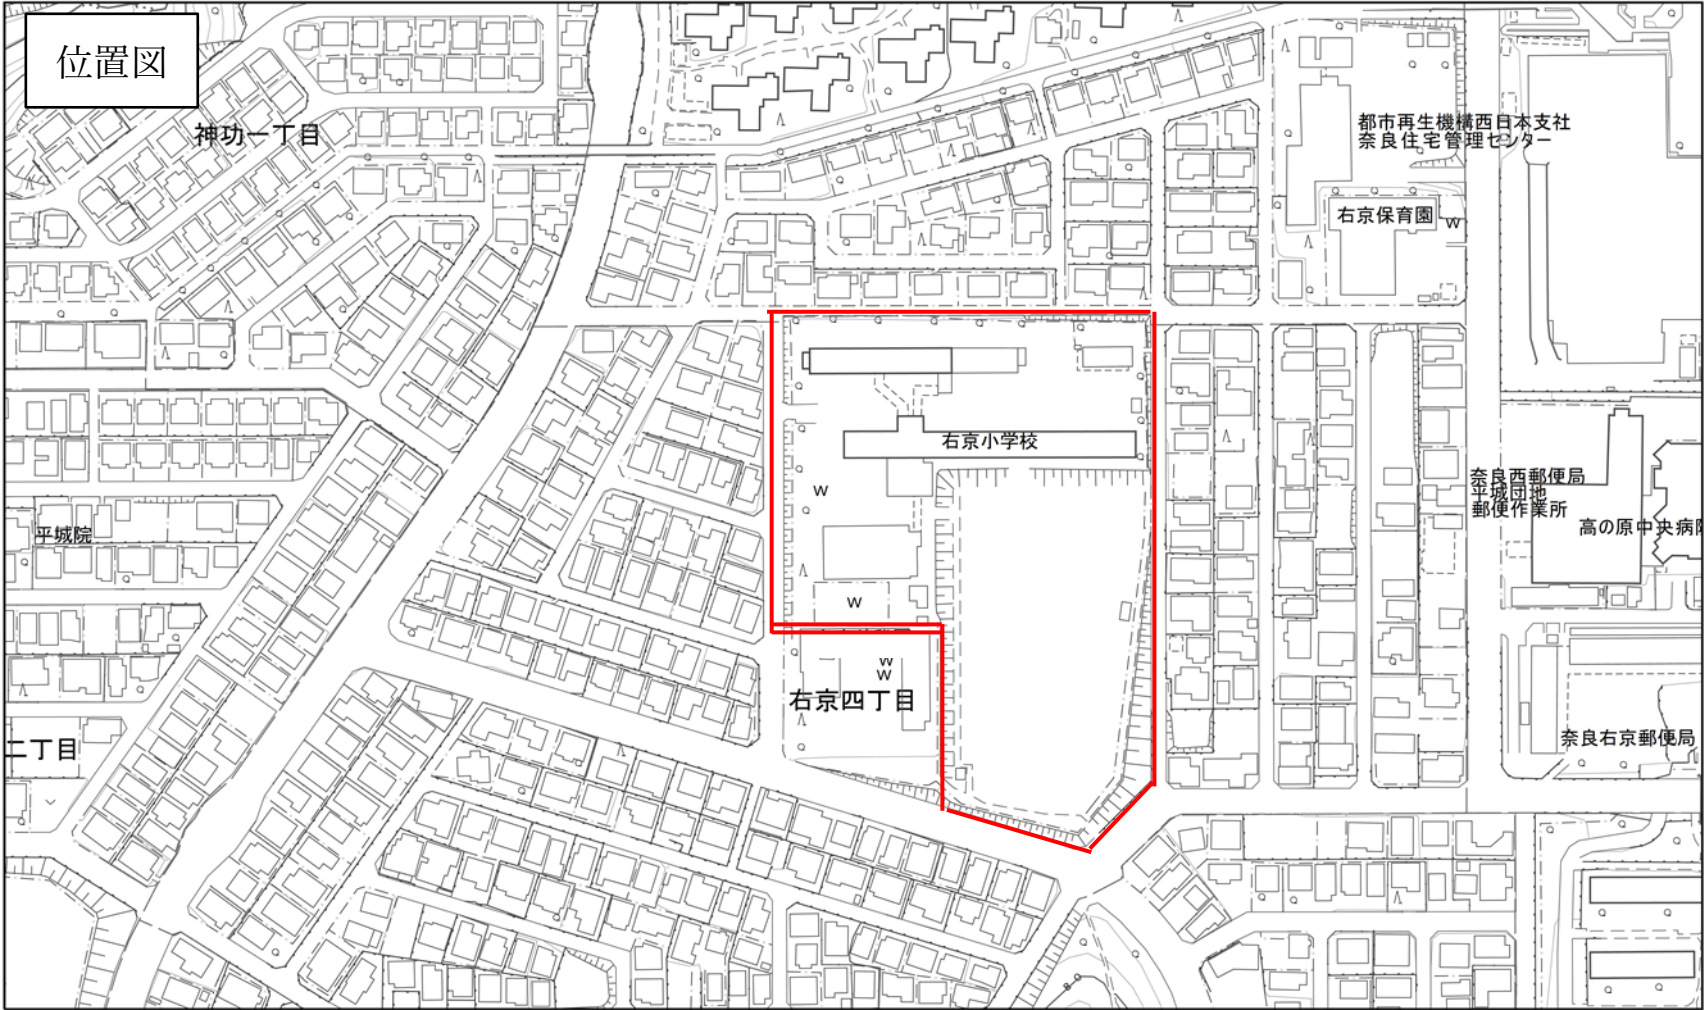 位置図
神功一丁目
都市再生機構西日本支社
奈良住宅管理センター
右京保育園
W
右京小学校
W
奈良西郵便局
平城団地
郵便作業所
高の原中央病院
平城院
W
W
W
右京四丁目
二丁目
奈良右京郵便局